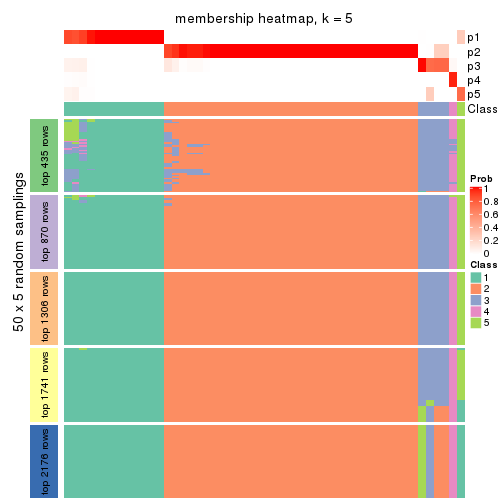 membership heatmap, k = 5
p1
p2
p3
p4
p5
Class
50 x 5 random samplings
top 435 rows
top 870 rows
top 1306 rows
top 1741 rows
top 2176 rows
Prob
1
0.8
0.6
0.4
0.2
0
Class
1
2
3
4
5